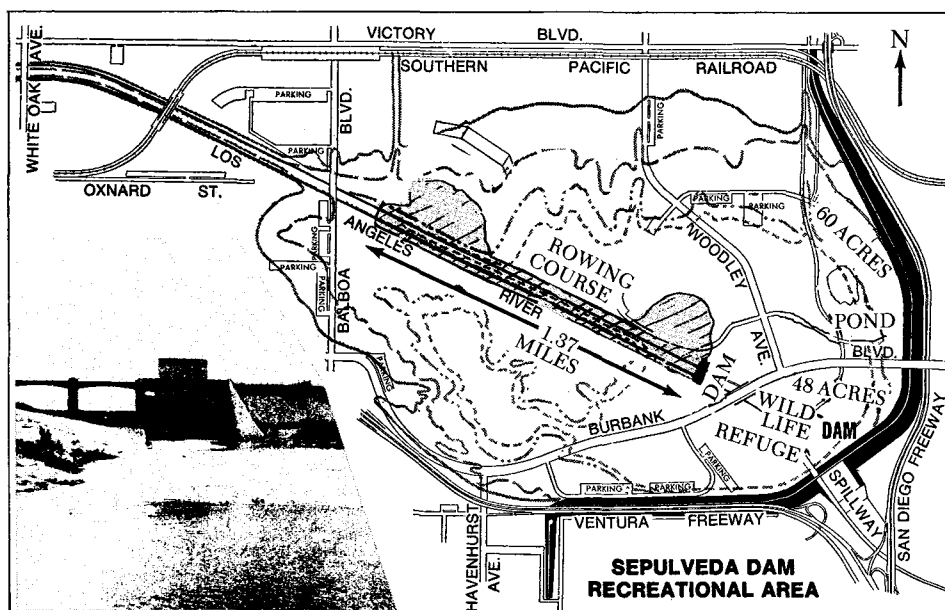 VICTORY BLVD.
N
SOUTHERN PACIFIC RAILROAD
WHITE OAK AVE.
PARKING
BLVD.
PARKING
PARKING
LOS
OXNARD ST.
PARKING
PARKING
60 ACRES
WOODLEY
ANGELES
ROWING
COURSE
PARKING
PARKING
PARKING
BALBOA
RIVER
1.37
MILES
POND
AVE.
BLVD.
DAM
48 ACRES
WILD
LIFE
REFUGE
DAM
BURBANK
PARKING
PARKING
PARKING
SPILLWAY
SAN DIEGO FREEWAY
VENTURA FREEWAY
HAVENHURST
AVE.
SEPULVEDA DAM
RECREATIONAL AREA